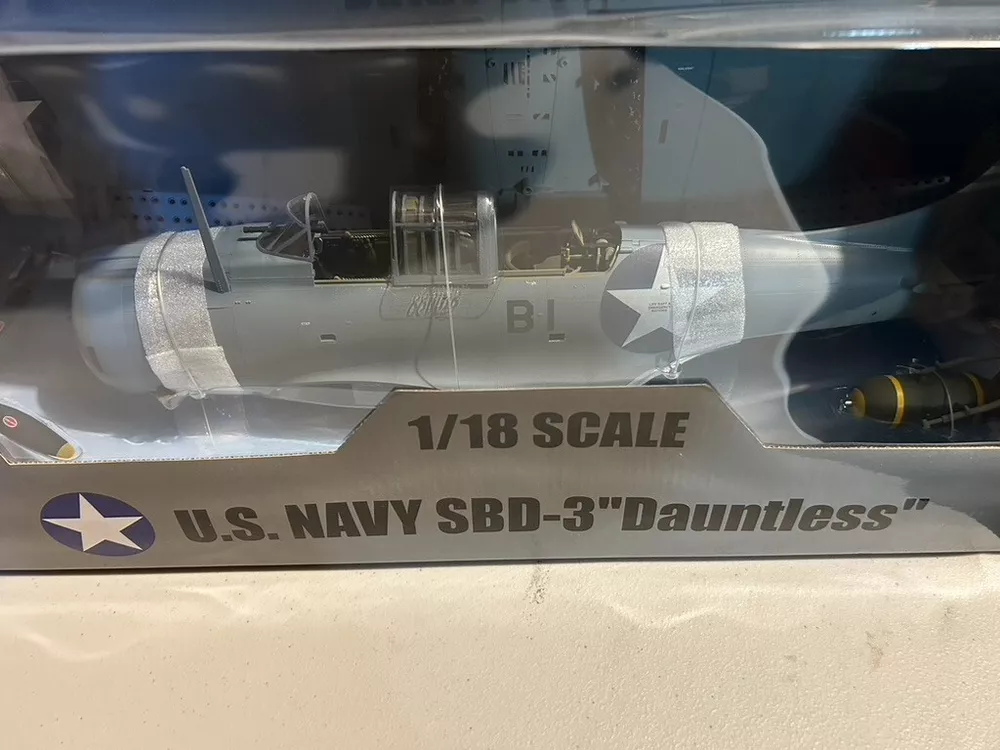 B1
1/18 SCALE
U.S. NAVY SBD-3"Dauntless"